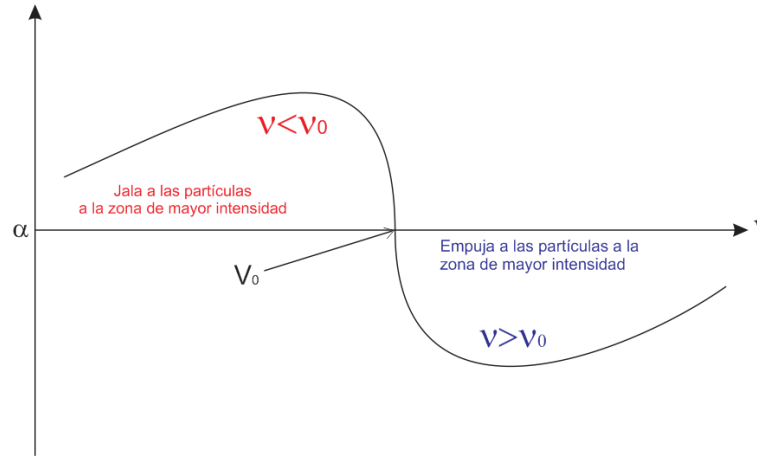 ν<ν₀
Jala a las partículas
a la zona de mayor intensidad
α
ν
Empuja a las partículas a la
zona de mayor intensidad
V₀
ν>ν₀